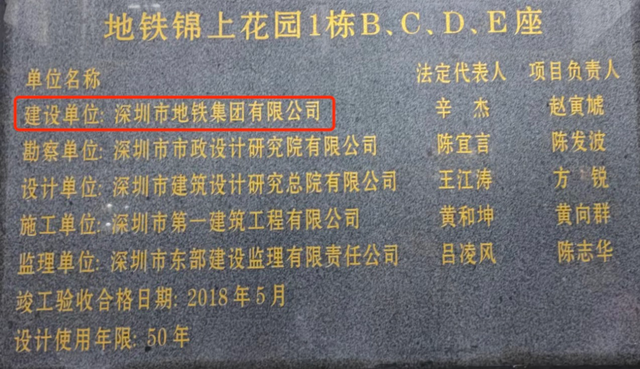 地铁锦上花园1栋B、C、D、E座
单位名称 法定代表人 项目负责人
建设单位: 深圳市地铁集团有限公司 辛杰 赵寅虓
勘察单位: 深圳市市政设计研究院有限公司 陈宜言 陈发波
设计单位: 深圳市建筑设计研究总院有限公司 王江涛 方锐
施工单位: 深圳市第一建筑工程有限公司 黄和坤 黄向群
监理单位: 深圳市东部建设监理有限责任公司 吕凌风 陈志华
竣工验收合格日期: 2018年5月
设计使用年限: 50年